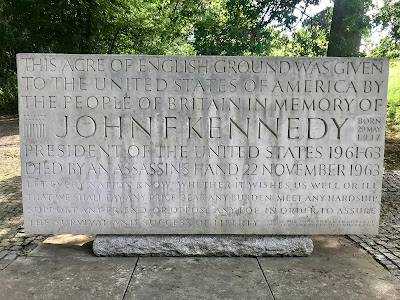 THIS ACRE OF ENGLISH GROUND WAS GIVEN
TO THE UNITED STATES OF AMERICA BY
THE PEOPLE OF BRITAIN IN MEMORY OF
JOHN F KENNEDY
BORN
29 MAY
1917
PRESIDENT OF THE UNITED STATES 1961-63
DIED BY AN ASSASSIN'S HAND 22 NOVEMBER 1963
LET EVERY NATION KNOW WHETHER IT WISHES US WELL OR ILL
THAT WE SHALL PAY ANY PRICE BEAR ANY BURDEN MEET ANY HARDSHIP
SUPPORT ANY FRIEND OR OPPOSE ANY FOE IN ORDER TO ASSURE
THE SURVIVAL AND SUCCESS OF LIBERTY